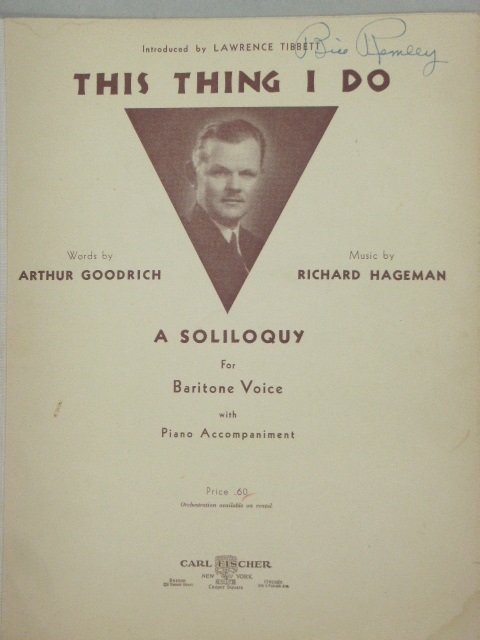 Introduced by LAWRENCE TIBBETT
THIS THING I DO
Words by
ARTHUR GOODRICH
Music by
RICHARD HAGEMAN
A SOLILOQUY
For
Baritone Voice
with
Piano Accompaniment
Price .60
Orchestration available on rental
CARL FISCHER
NEW YORK
Cooper Square